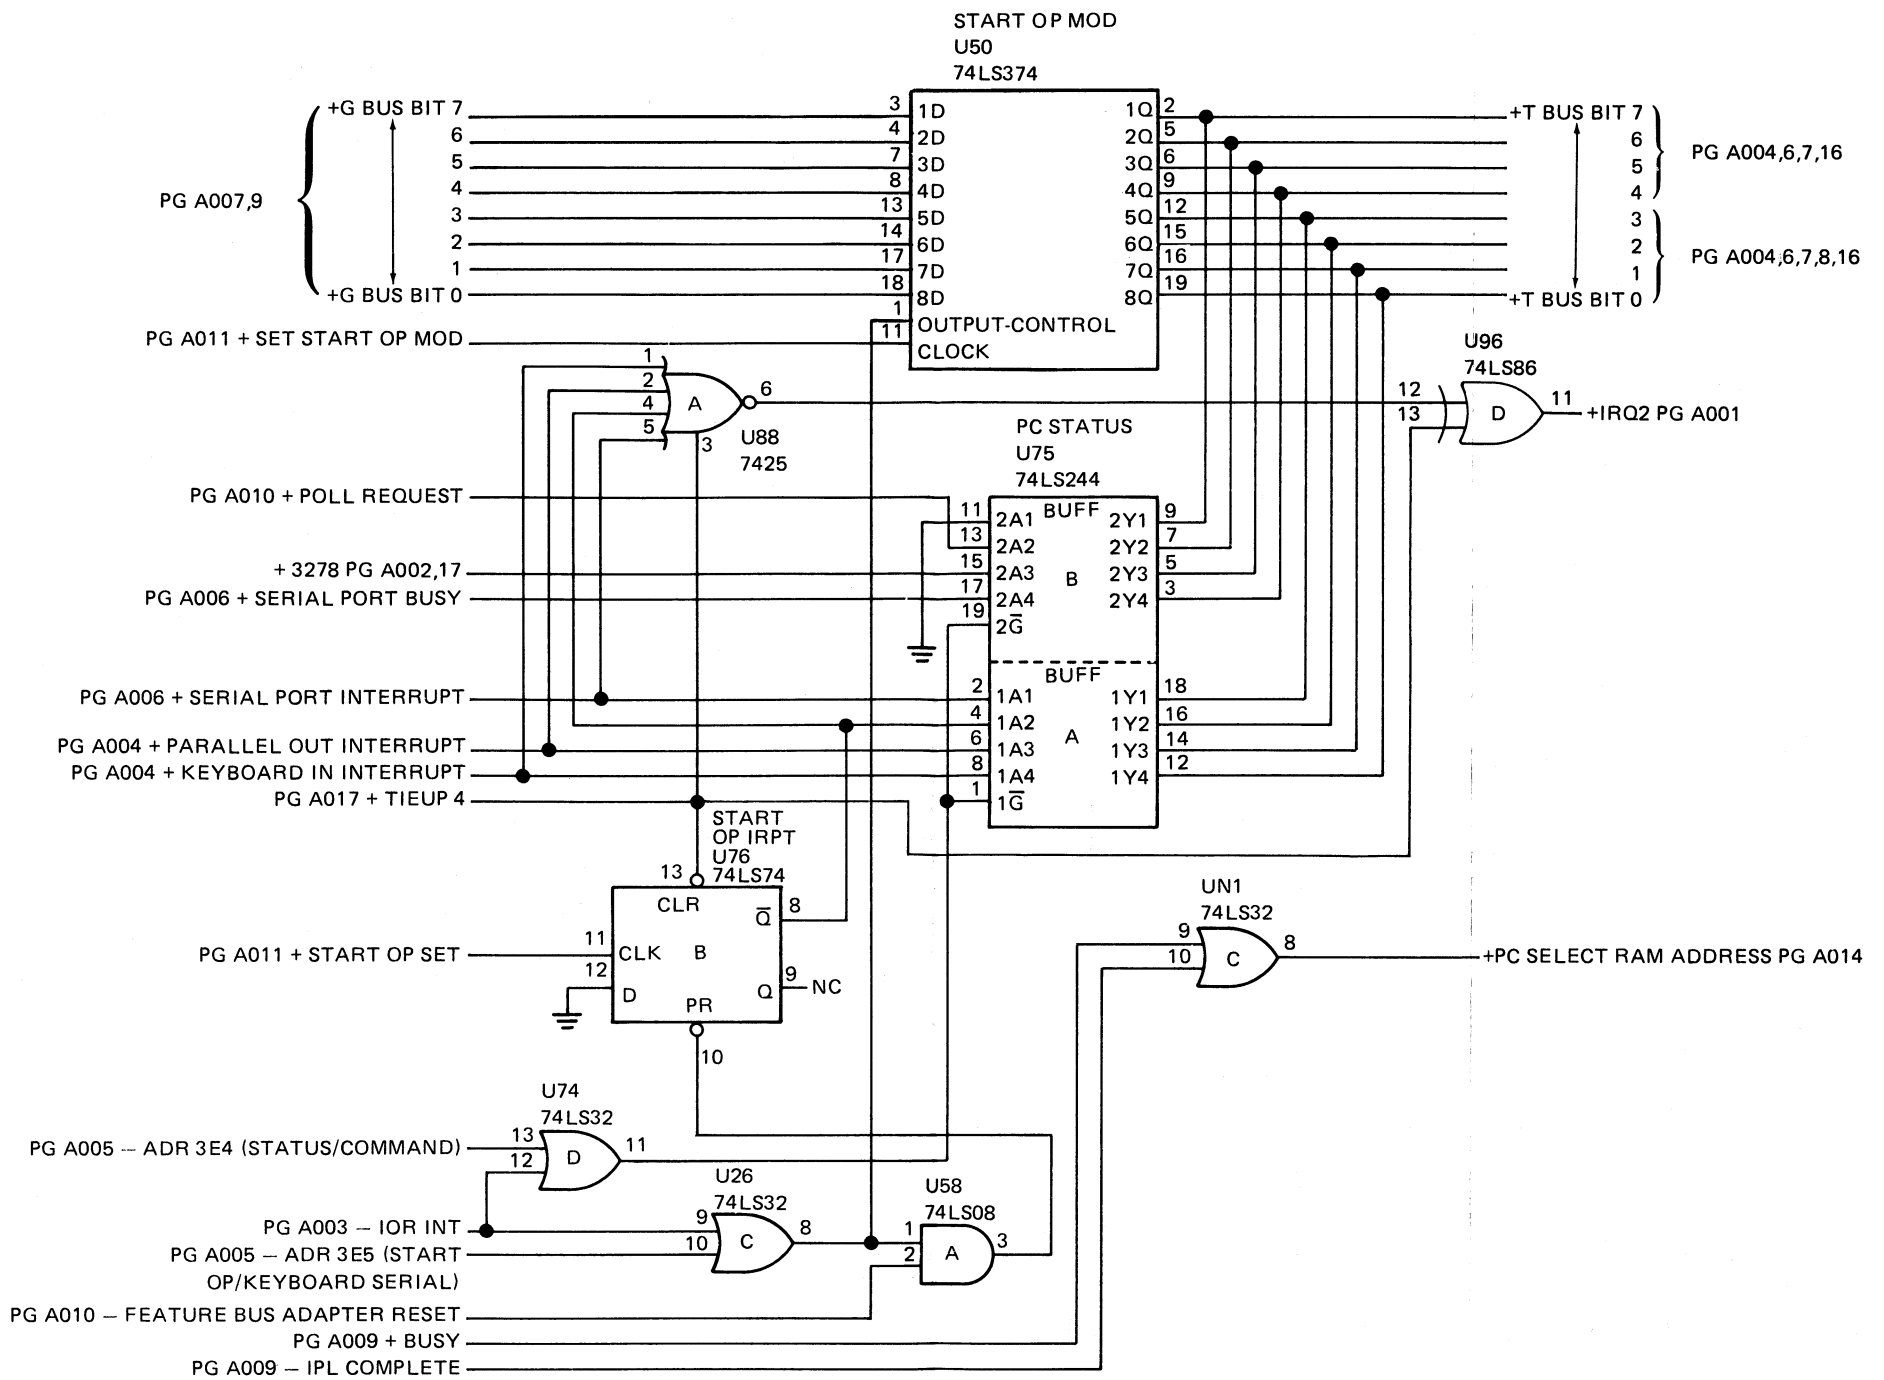 START OP MOD
U50
74LS374
+G BUS BIT 7
6
5
4
3
2
1
+G BUS BIT 0
PG A007,9
3
4
7
8
13
14
17
18
1
11
1D
2D
3D
4D
5D
6D
7D
8D
OUTPUT-CONTROL
CLOCK
1Q
2Q
3Q
4Q
5Q
6Q
7Q
8Q
2
5
6
9
12
15
16
19
+T BUS BIT 7
6
5
4
3
2
1
+T BUS BIT 0
PG A004,6,7,16
PG A004,6,7,8,16
PG A011 + SET START OP MOD
1
2
4
5
A
6
3
U88
7425
U96
74LS86
12
13
D
11
+IRQ2 PG A001
PC STATUS
U75
74LS244
PG A010 + POLL REQUEST
+ 3278 PG A002,17
PG A006 + SERIAL PORT BUSY
11
13
15
17
19
BUFF
2A1
2A2
2A3
2A4
2G̅
B
2Y1
2Y2
2Y3
2Y4
9
7
5
3
PG A006 + SERIAL PORT INTERRUPT
PG A004 + PARALLEL OUT INTERRUPT
PG A004 + KEYBOARD IN INTERRUPT
PG A017 + TIEUP 4
2
4
6
8
1
BUFF
1A1
1A2
1A3
1A4
1G̅
A
1Y1
1Y2
1Y3
1Y4
18
16
14
12
START
OP IRPT
U76
74LS74
13
CLR
Q̅
8
PG A011 + START OP SET
11
CLK
B
12
D
9
Q
NC
PR
10
UN1
74LS32
9
10
C
8
+PC SELECT RAM ADDRESS PG A014
U74
74LS32
PG A005 — ADR 3E4 (STATUS/COMMAND)
13
12
D
11
U26
74LS32
PG A003 — IOR INT
PG A005 — ADR 3E5 (START
OP/KEYBOARD SERIAL)
9
10
C
8
U58
74LS08
1
2
A
3
PG A010 — FEATURE BUS ADAPTER RESET
PG A009 + BUSY
PG A009 — IPL COMPLETE